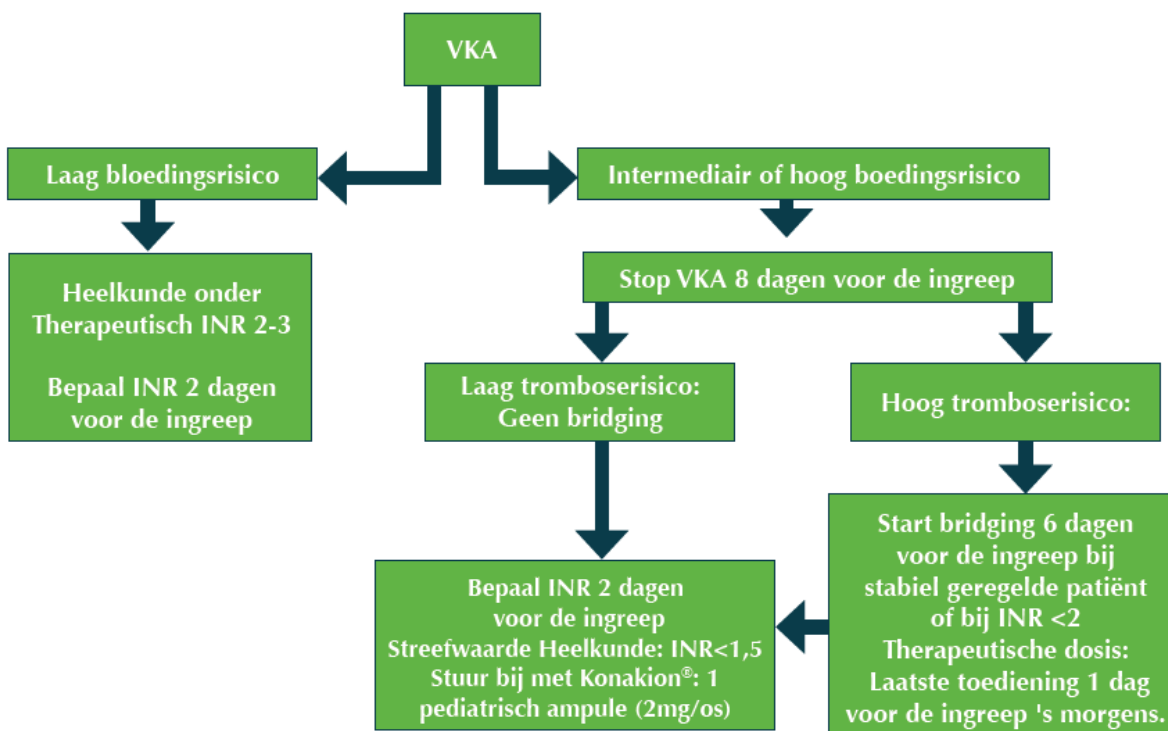 VKA
Laag bloedingsrisico
Intermediair of hoog boedingsrisico
Heelkunde onder
Therapeutisch INR 2-3
Bepaal INR 2 dagen
voor de ingreep
Stop VKA 8 dagen voor de ingreep
Laag tromboserisico:
Geen bridging
Hoog tromboserisico:
Bepaal INR 2 dagen
voor de ingreep
Streefwaarde Heelkunde: INR<1,5
Stuur bij met Konakion®: 1
pediatrisch ampule (2mg/os)
Start bridging 6 dagen
voor de ingreep bij
stabiel geregelde patiënt
of bij INR <2
Therapeutische dosis:
Laatste toediening 1 dag
voor de ingreep 's morgens.